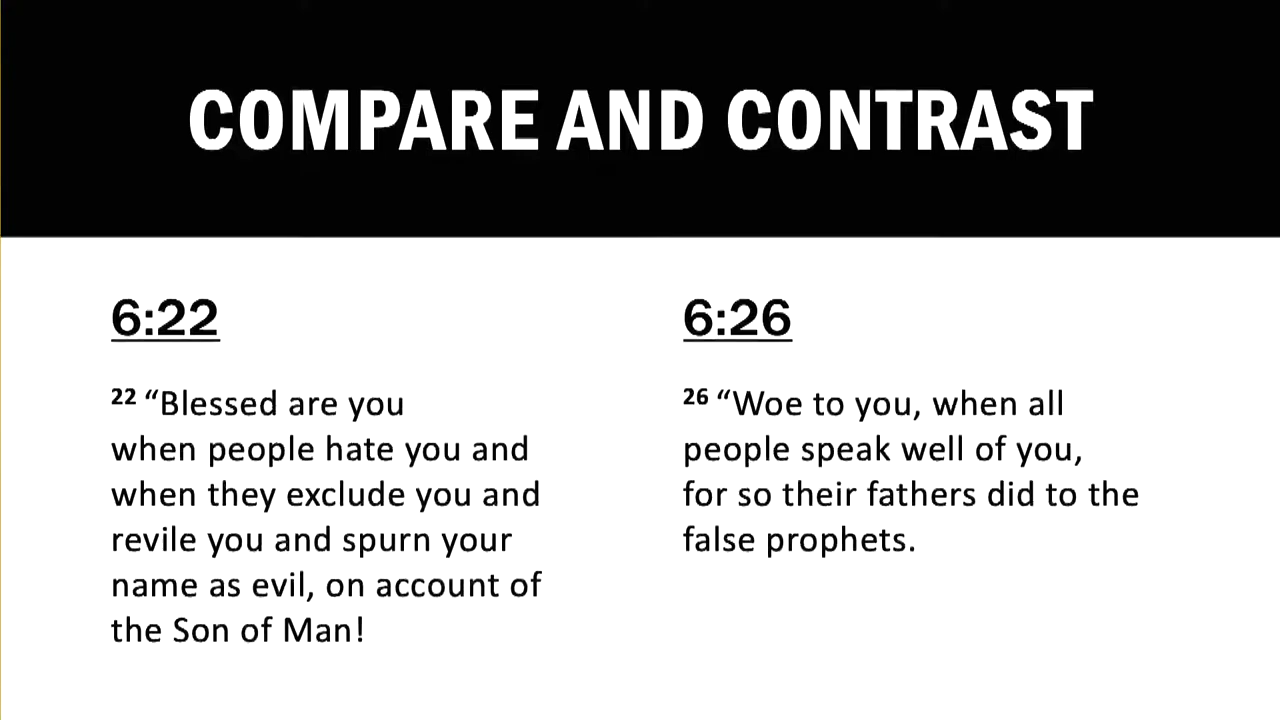 COMPARE AND CONTRAST
6:22
22 “Blessed are you
when people hate you and
when they exclude you and
revile you and spurn your
name as evil, on account of
the Son of Man!
6:26
26 “Woe to you, when all
people speak well of you,
for so their fathers did to the
false prophets.